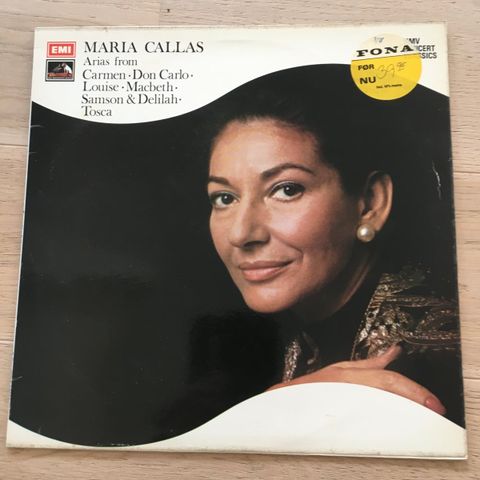 EMI
MARIA CALLAS
Arias from
Carmen · Don Carlo ·
Louise · Macbeth ·
Samson & Delilah ·
Tosca
FONA
FØR
NU 39 95
HMV
CONCERT
CLASSICS